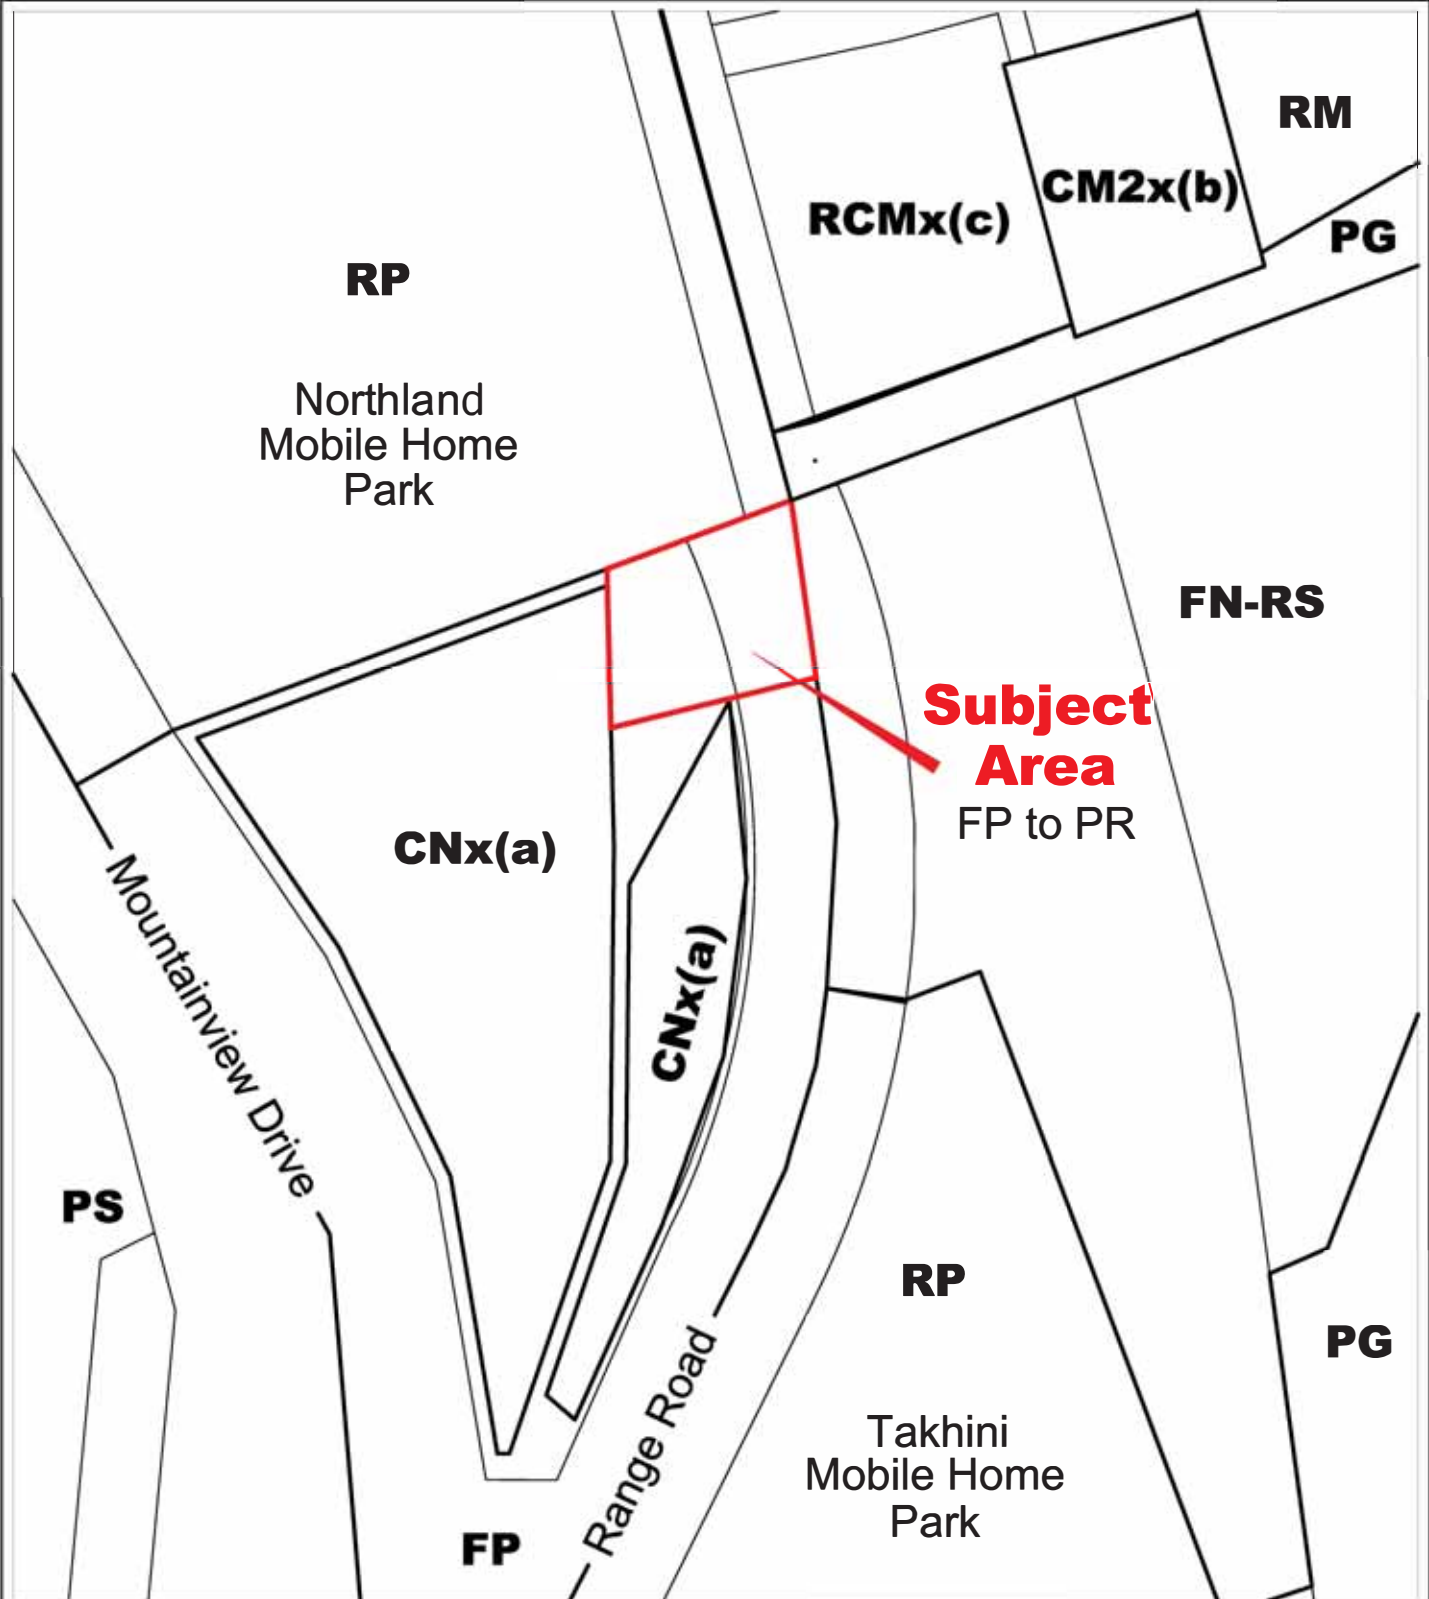 RM
CM2x(b)
RCMx(c)
PG
RP
Northland
Mobile Home
Park
FN-RS
Subject
Area
FP to PR
CNx(a)
Mountainview Drive
CNx(a)
PS
RP
PG
Range Road
Takhini
Mobile Home
Park
FP